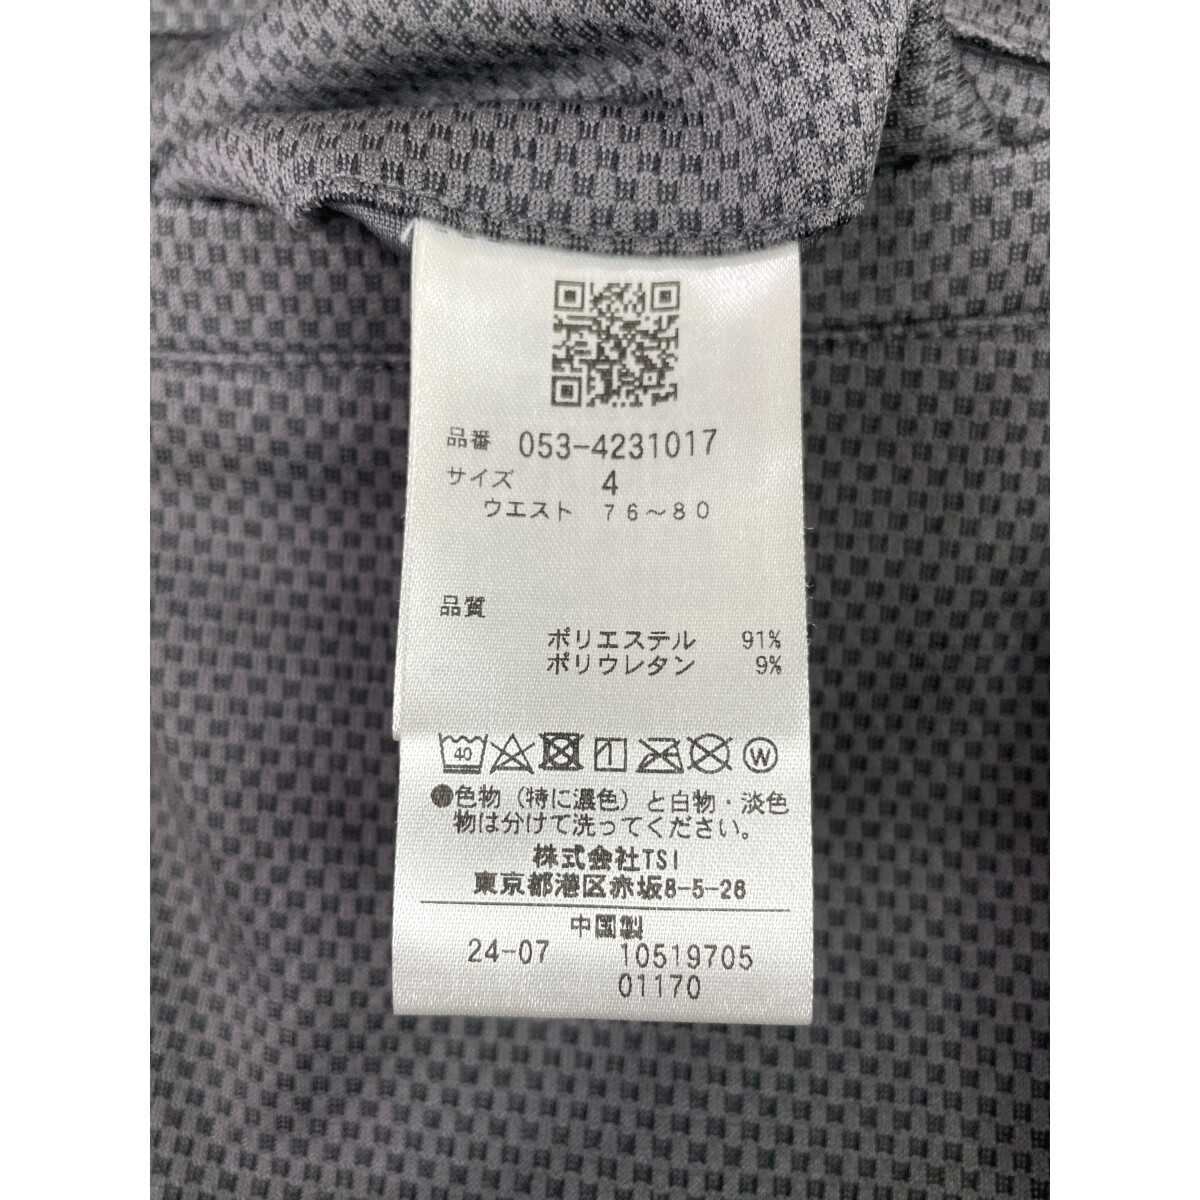 品番 053-4231017
サイズ 4
ウエスト 76〜80
品質
ポリエステル 91%
ポリウレタン 9%
40
W
●色物（特に濃色）と白物・淡色
物は分けて洗ってください。
株式会社TSI
東京都港区赤坂8-5-26
中国製
24-07 10519705
01170